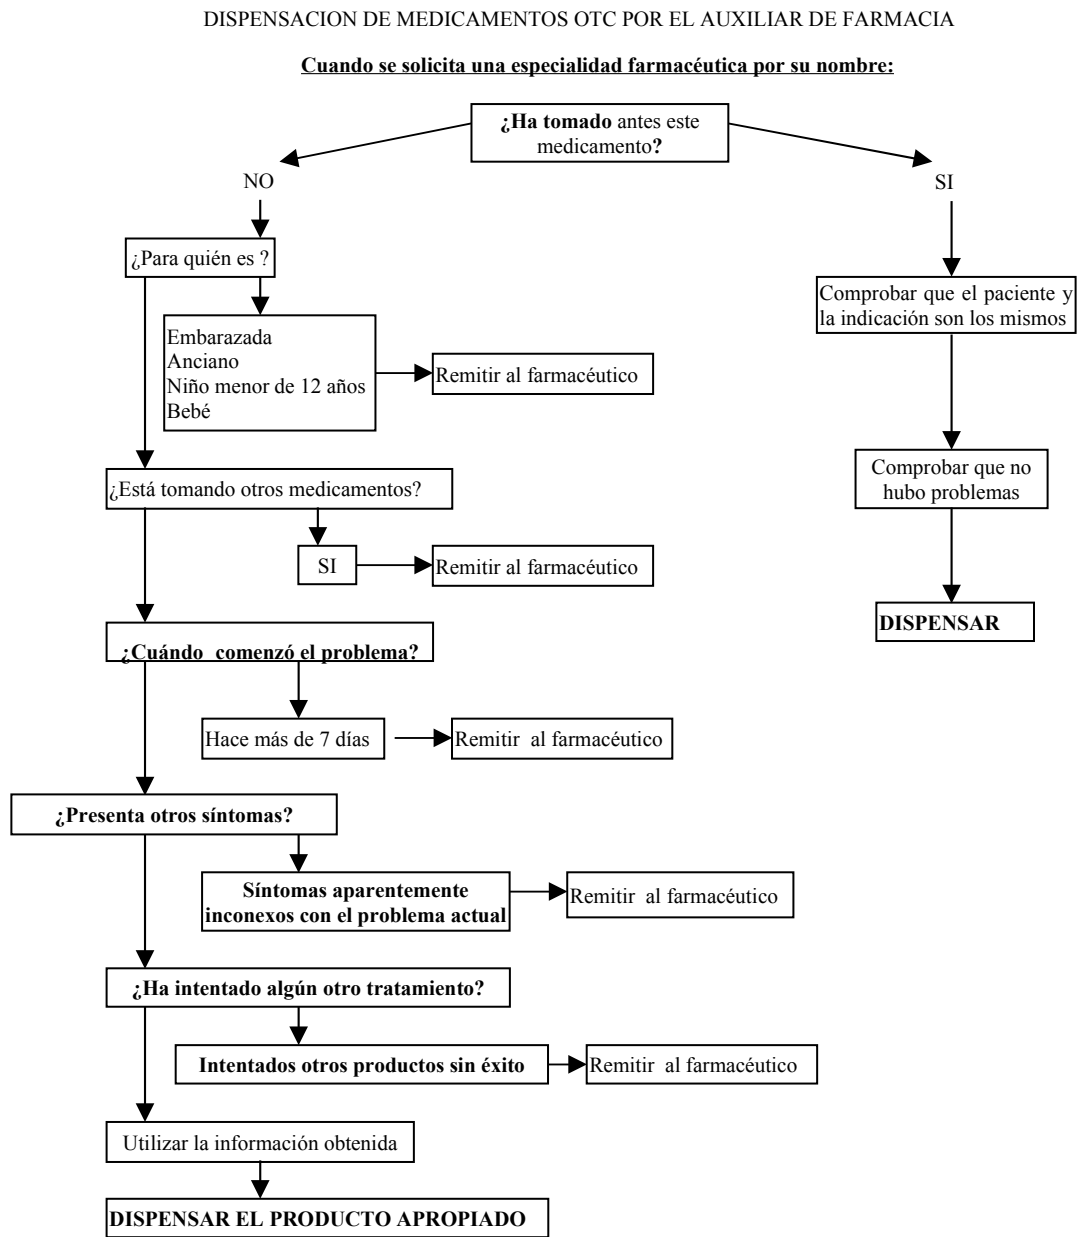 DISPENSACION DE MEDICAMENTOS OTC POR EL AUXILIAR DE FARMACIA
Cuando se solicita una especialidad farmacéutica por su nombre:
¿Ha tomado antes este
medicamento?
NO
SI
¿Para quién es ?
Comprobar que el paciente y
la indicación son los mismos
Embarazada
Anciano
Niño menor de 12 años
Bebé
Remitir al farmacéutico
¿Está tomando otros medicamentos?
Comprobar que no
hubo problemas
SI
Remitir al farmacéutico
DISPENSAR
¿Cuándo comenzó el problema?
Hace más de 7 días
Remitir al farmacéutico
¿Presenta otros síntomas?
Síntomas aparentemente
inconexos con el problema actual
Remitir al farmacéutico
¿Ha intentado algún otro tratamiento?
Intentados otros productos sin éxito
Remitir al farmacéutico
Utilizar la información obtenida
DISPENSAR EL PRODUCTO APROPIADO